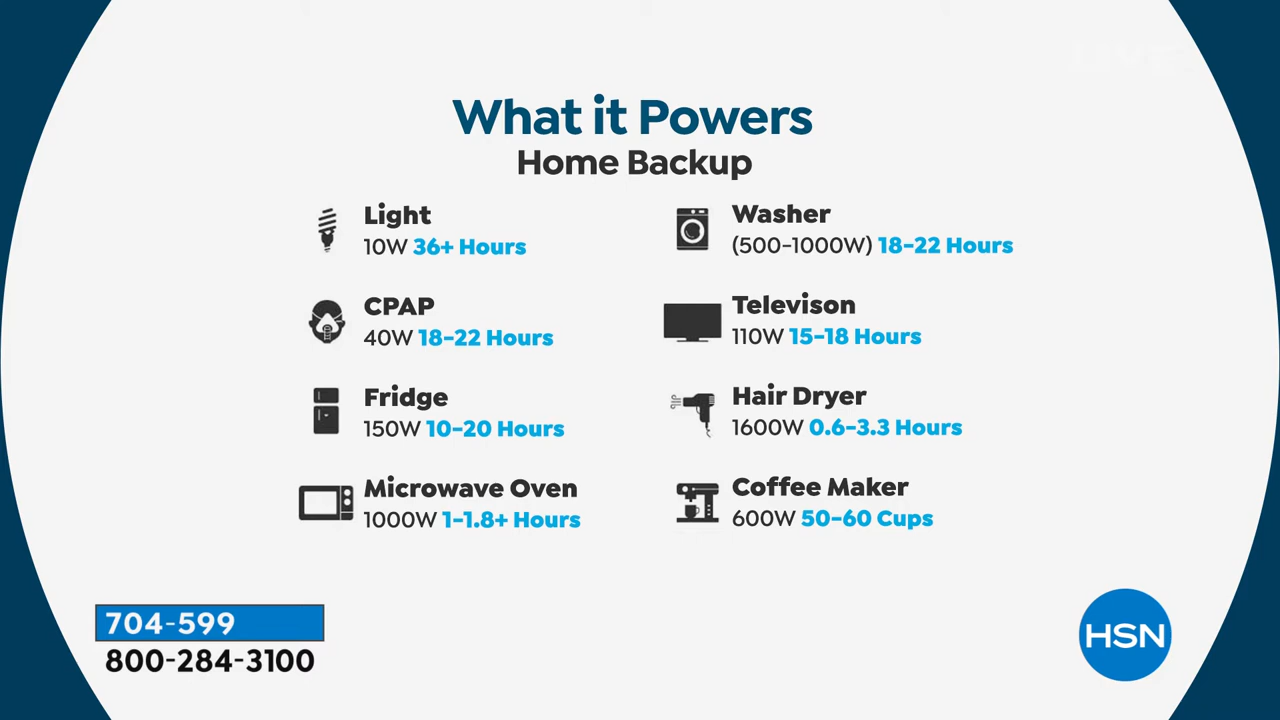 What it Powers
Home Backup
Light
10W 36+ Hours
CPAP
40W 18-22 Hours
Fridge
150W 10-20 Hours
Microwave Oven
1000W 1-1.8+ Hours
Washer
(500-1000W) 18-22 Hours
Televison
110W 15-18 Hours
Hair Dryer
1600W 0.6-3.3 Hours
Coffee Maker
600W 50-60 Cups
704-599
800-284-3100
HSN